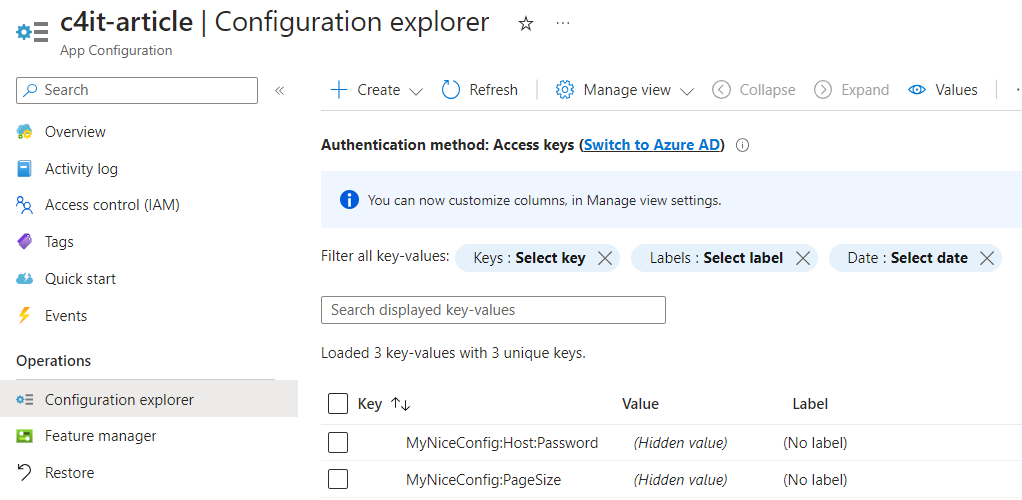 c4it-article | Configuration explorer
App Configuration
Search
Overview
Activity log
Access control (IAM)
Tags
Quick start
Events
Operations
Configuration explorer
Feature manager
Restore
Create Refresh Manage view Collapse Expand Values
Authentication method: Access keys (Switch to Azure AD)
You can now customize columns, in Manage view settings.
Filter all key-values: Keys : Select key Labels : Select label Date : Select date
Search displayed key-values
Loaded 3 key-values with 3 unique keys.
Key Value Label
MyNiceConfig:Host:Password (Hidden value) (No label)
MyNiceConfig:PageSize (Hidden value) (No label)